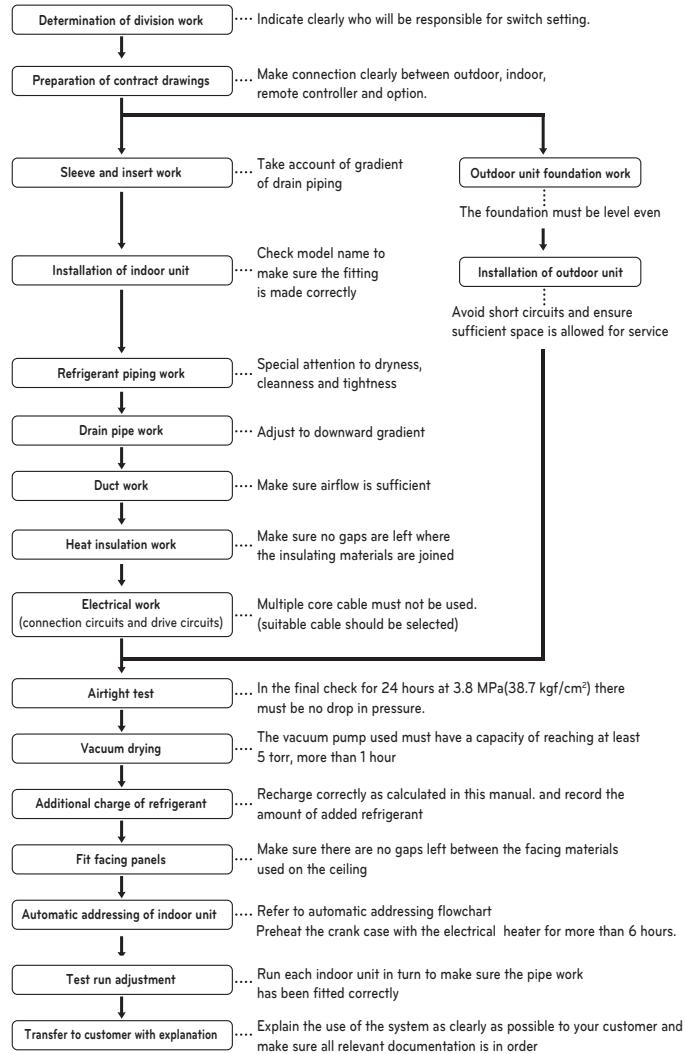 Determination of division work
Indicate clearly who will be responsible for switch setting.
Preparation of contract drawings
Make connection clearly between outdoor, indoor,
remote controller and option.
Sleeve and insert work
Take account of gradient
of drain piping
Outdoor unit foundation work
The foundation must be level even
Installation of indoor unit
Check model name to
make sure the fitting
is made correctly
Installation of outdoor unit
Avoid short circuits and ensure
sufficient space is allowed for service
Refrigerant piping work
Special attention to dryness,
cleanness and tightness
Drain pipe work
Adjust to downward gradient
Duct work
Make sure airflow is sufficient
Heat insulation work
Make sure no gaps are left where
the insulating materials are joined
Electrical work
(connection circuits and drive circuits)
Multiple core cable must not be used.
(suitable cable should be selected)
Airtight test
In the final check for 24 hours at 3.8 MPa(38.7 kgf/cm²) there
must be no drop in pressure.
Vacuum drying
The vacuum pump used must have a capacity of reaching at least
5 torr, more than 1 hour
Additional charge of refrigerant
Recharge correctly as calculated in this manual. and record the
amount of added refrigerant
Fit facing panels
Make sure there are no gaps left between the facing materials
used on the ceiling
Automatic addressing of indoor unit
Refer to automatic addressing flowchart
Preheat the crank case with the electrical heater for more than 6 hours.
Test run adjustment
Run each indoor unit in turn to make sure the pipe work
has been fitted correctly
Transfer to customer with explanation
Explain the use of the system as clearly as possible to your customer and
make sure all relevant documentation is in order